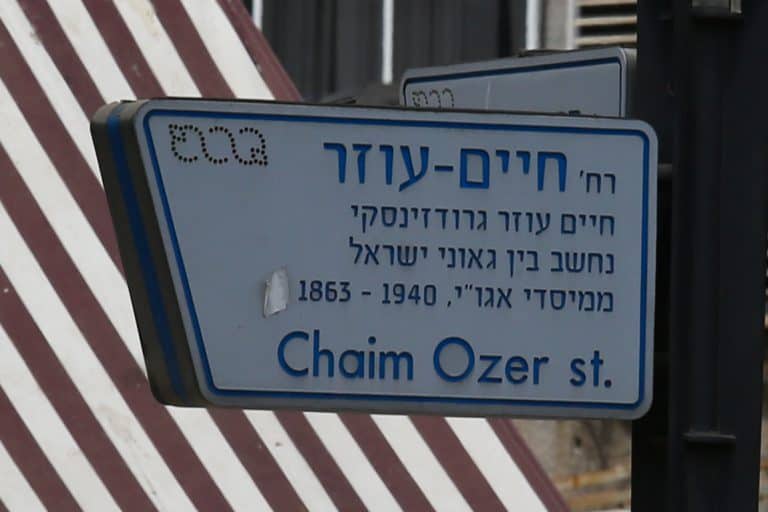 רח' חיים-עוזר
חיים עוזר גרודזינסקי
נחשב בין גאוני ישראל
ממיסדי אגו"י, 1940 - 1863
Chaim Ozer st.